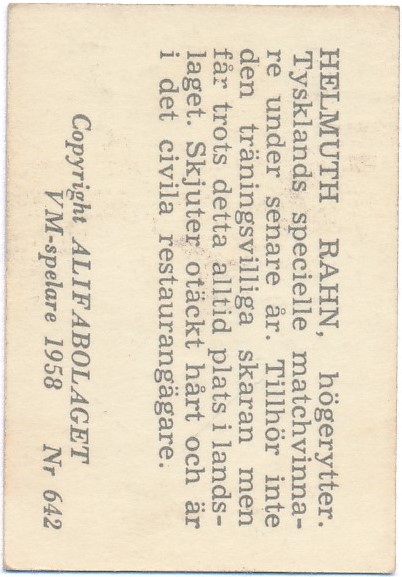 HELMUTH RAHN, högerytter.
Tysklands specielle matchvinna-
re under senare år. Tillhör inte
den träningsvilliga skaran men
får trots detta alltid plats i lands-
laget. Skjuter otäckt hårt och är
i det civila restaurangägare.
Copyright ALIFABOLAGET
VM-spelare 1958 Nr 642